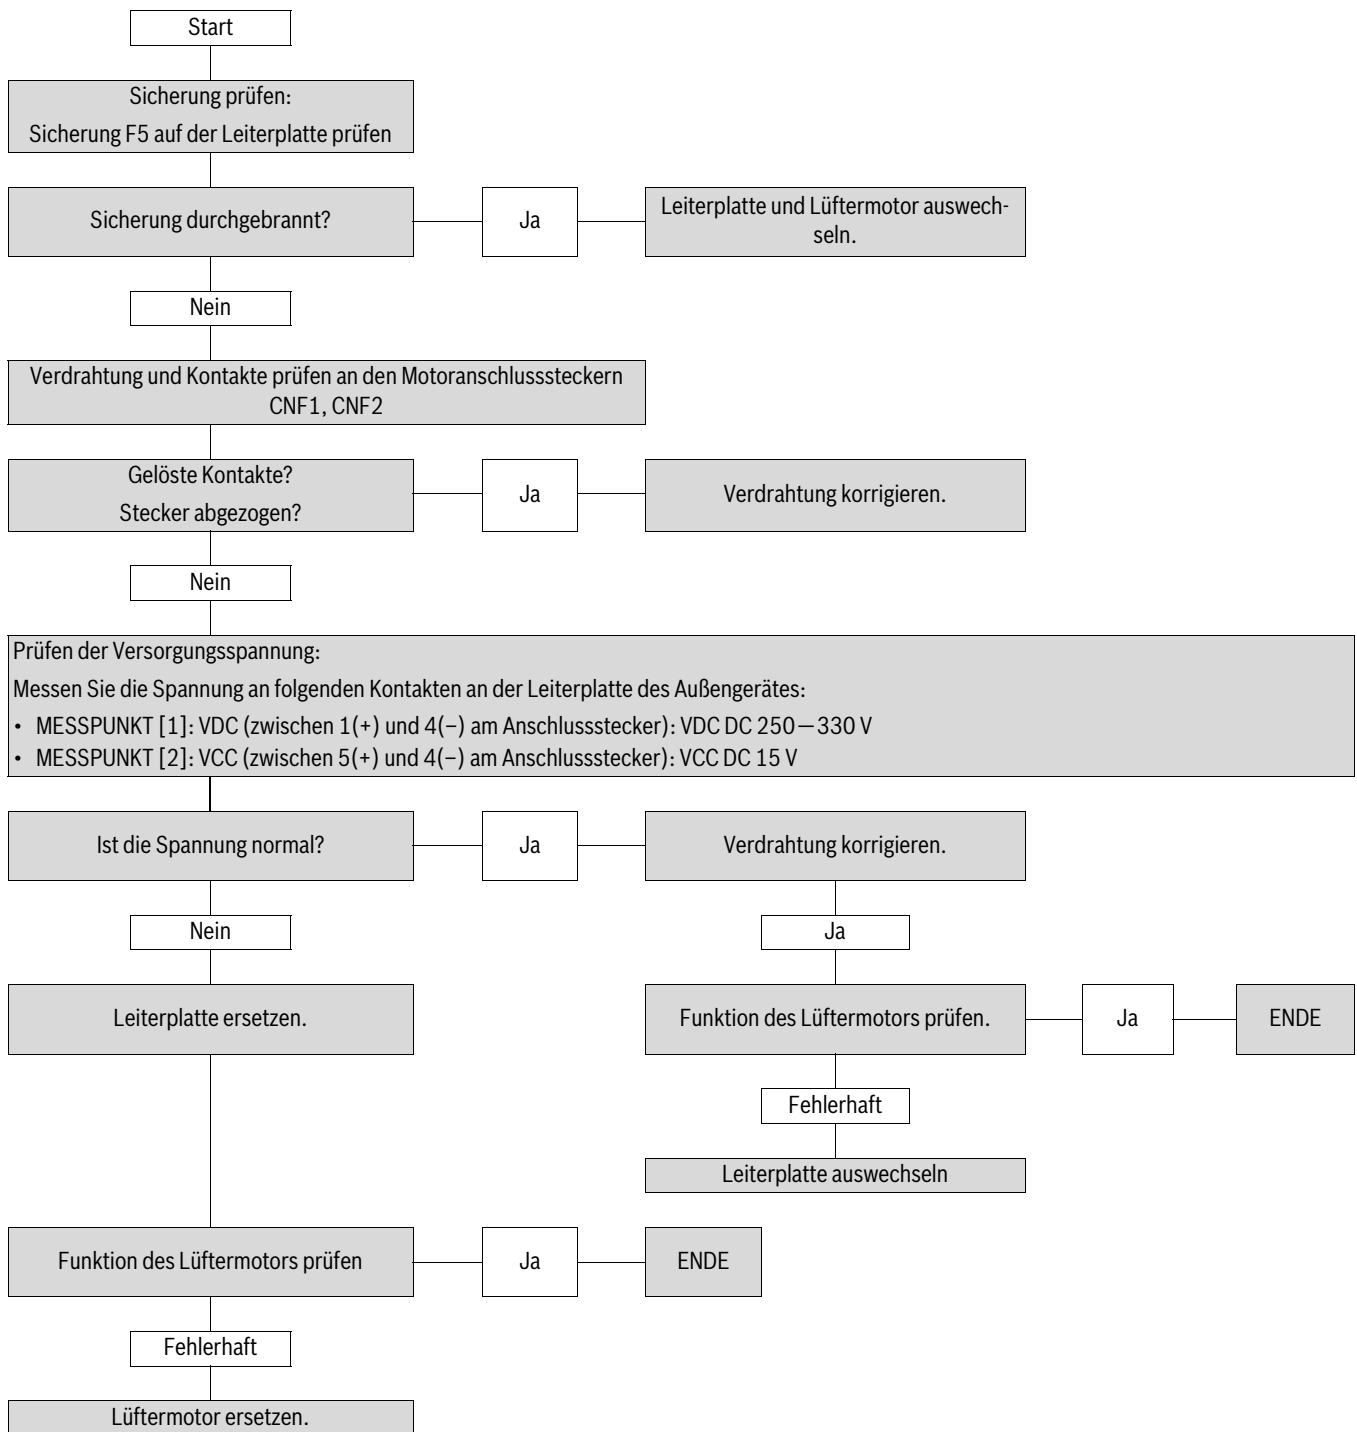 Start
Sicherung prüfen:
Sicherung F5 auf der Leiterplatte prüfen
Sicherung durchgebrannt?
Ja
Leiterplatte und Lüftermotor auswech-
seln.
Nein
Verdrahtung und Kontakte prüfen an den Motoranschlusssteckern
CNF1, CNF2
Gelöste Kontakte?
Stecker abgezogen?
Ja
Verdrahtung korrigieren.
Nein
Prüfen der Versorgungsspannung:
Messen Sie die Spannung an folgenden Kontakten an der Leiterplatte des Außengerätes:
• MESSPUNKT [1]: VDC (zwischen 1(+) und 4(−) am Anschlussstecker): VDC DC 250—330 V
• MESSPUNKT [2]: VCC (zwischen 5(+) und 4(−) am Anschlussstecker): VCC DC 15 V
Ist die Spannung normal?
Ja
Verdrahtung korrigieren.
Nein
Ja
Leiterplatte ersetzen.
Funktion des Lüftermotors prüfen.
Ja
ENDE
Fehlerhaft
Leiterplatte auswechseln
Funktion des Lüftermotors prüfen
Ja
ENDE
Fehlerhaft
Lüftermotor ersetzen.